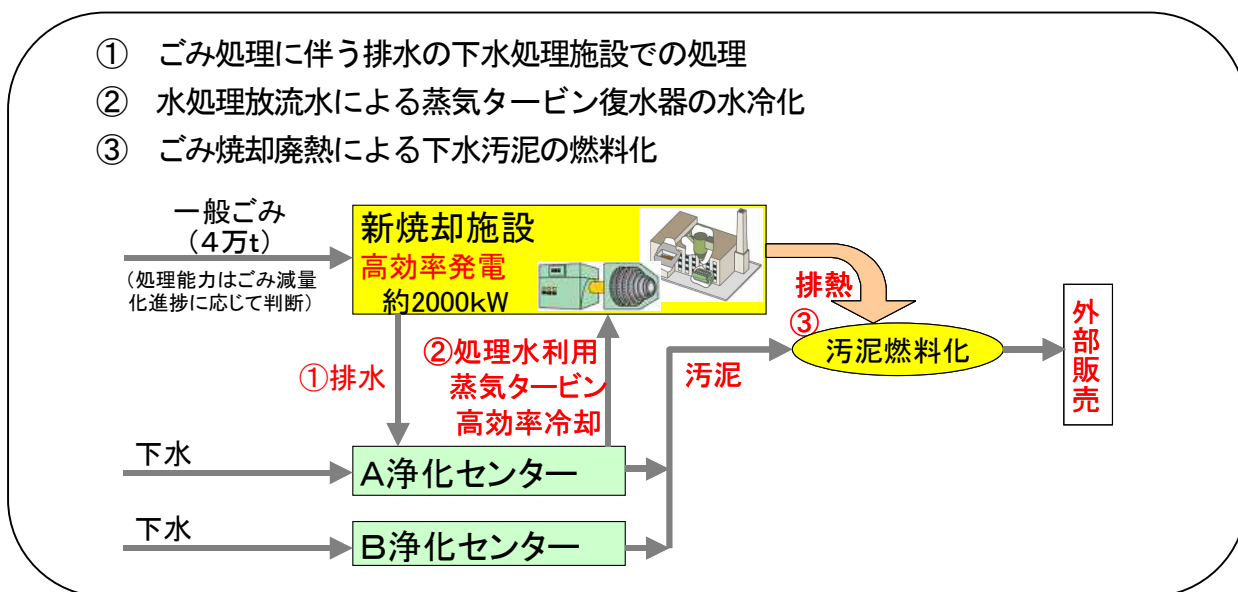 ① ごみ処理に伴う排水の下水処理施設での処理
② 水処理放流水による蒸気タービン復水器の水冷化
③ ごみ焼却廃熱による下水汚泥の燃料化
一般ごみ
(4万t)
(処理能力はごみ減量
化進捗に応じて判断)
新焼却施設
高効率発電
約2000kW
排熱
③
汚泥燃料化
外部販売
①排水
②処理水利用
蒸気タービン
高効率冷却
汚泥
下水
A浄化センター
下水
B浄化センター